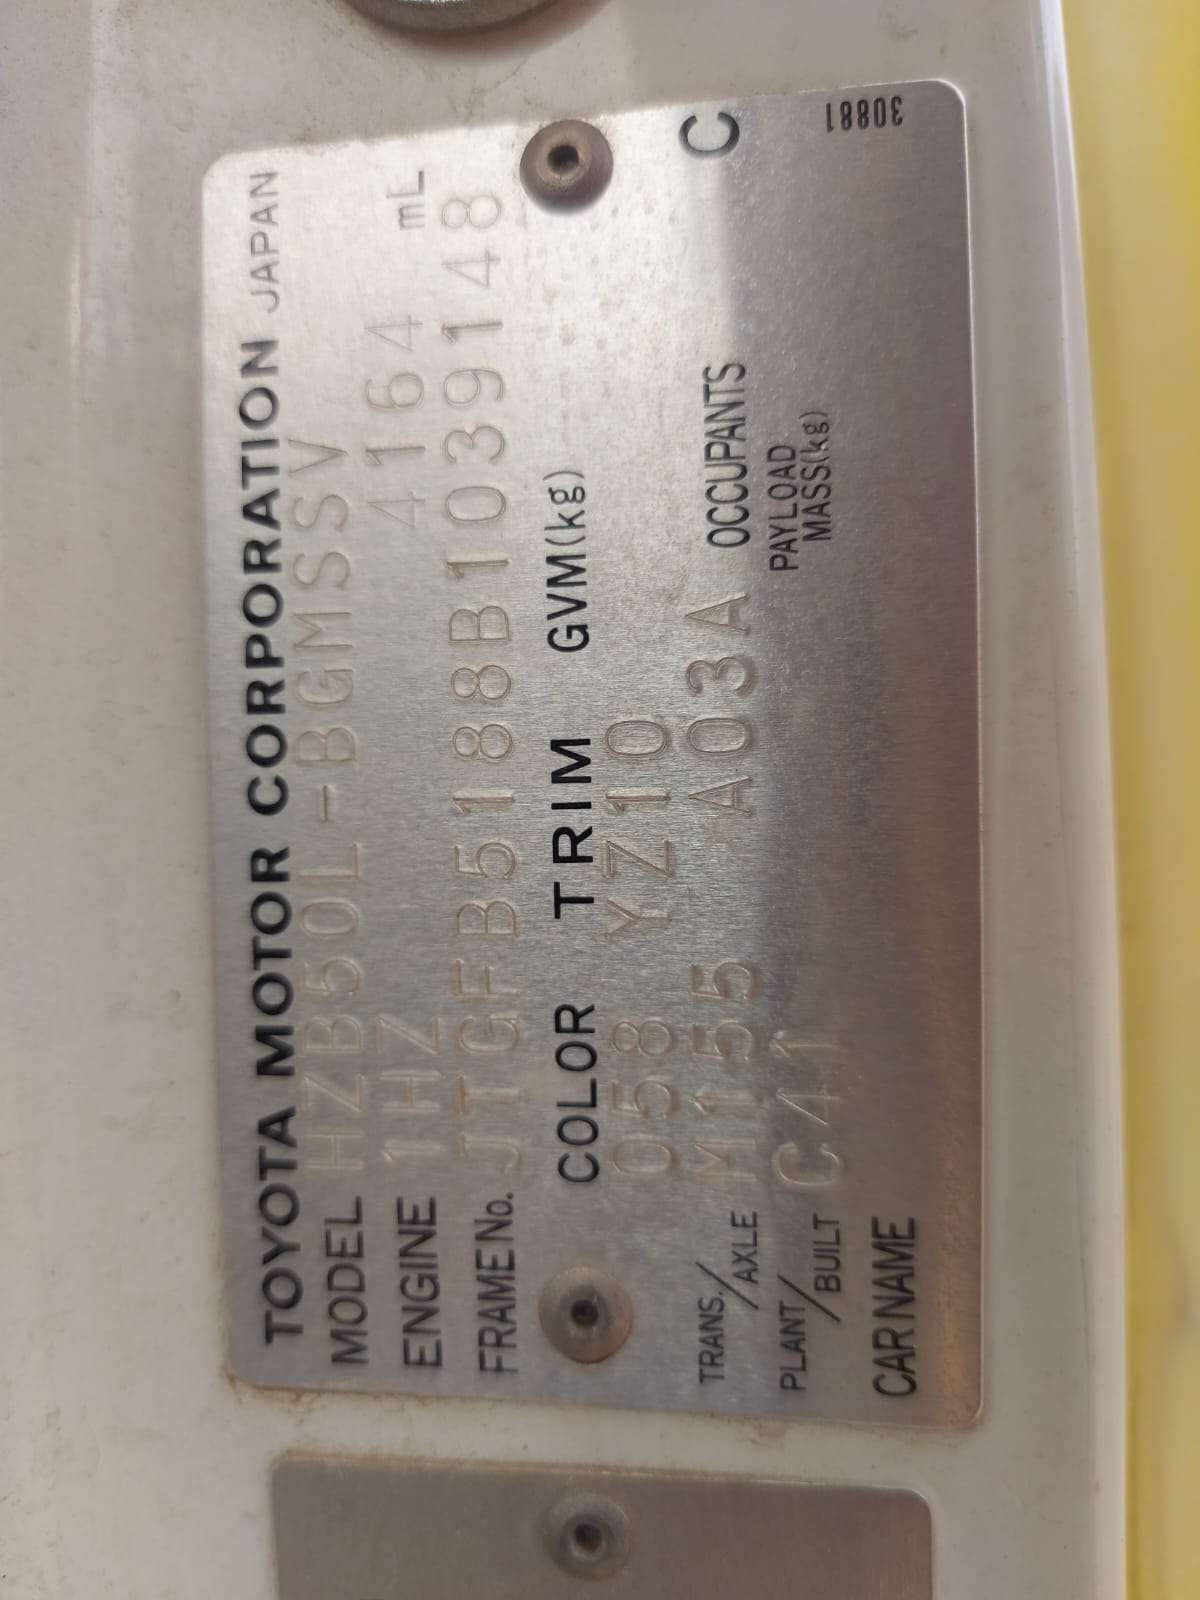 TOYOTA MOTOR CORPORATION JAPAN
MODEL HZB50L-BGMSSV
ENGINE 1HZ 4164 mL
FRAME No. JTGFB5188B1039148
COLOR TRIM GVM(kg)
058 YZ10
TRANS./AXLE M155 A03A OCCUPANTS C
PLANT/BUILT C41 PAYLOAD MASS(kg)
CAR NAME
30881